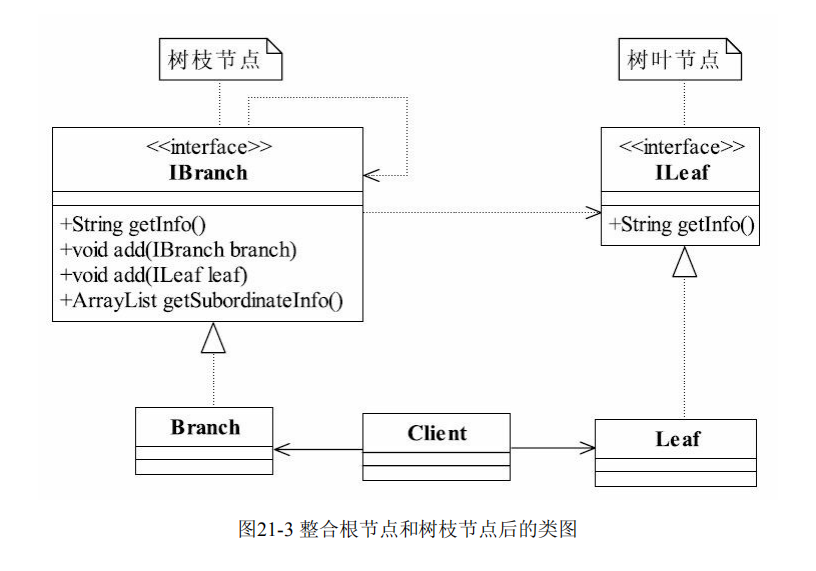 树枝节点
树叶节点
<<interface>>
IBranch
+String getInfo()
+void add(IBranch branch)
+void add(ILeaf leaf)
+ArrayList getSubordinateInfo()
<<interface>>
ILeaf
+String getInfo()
Branch
Client
Leaf
图21-3 整合根节点和树枝节点后的类图